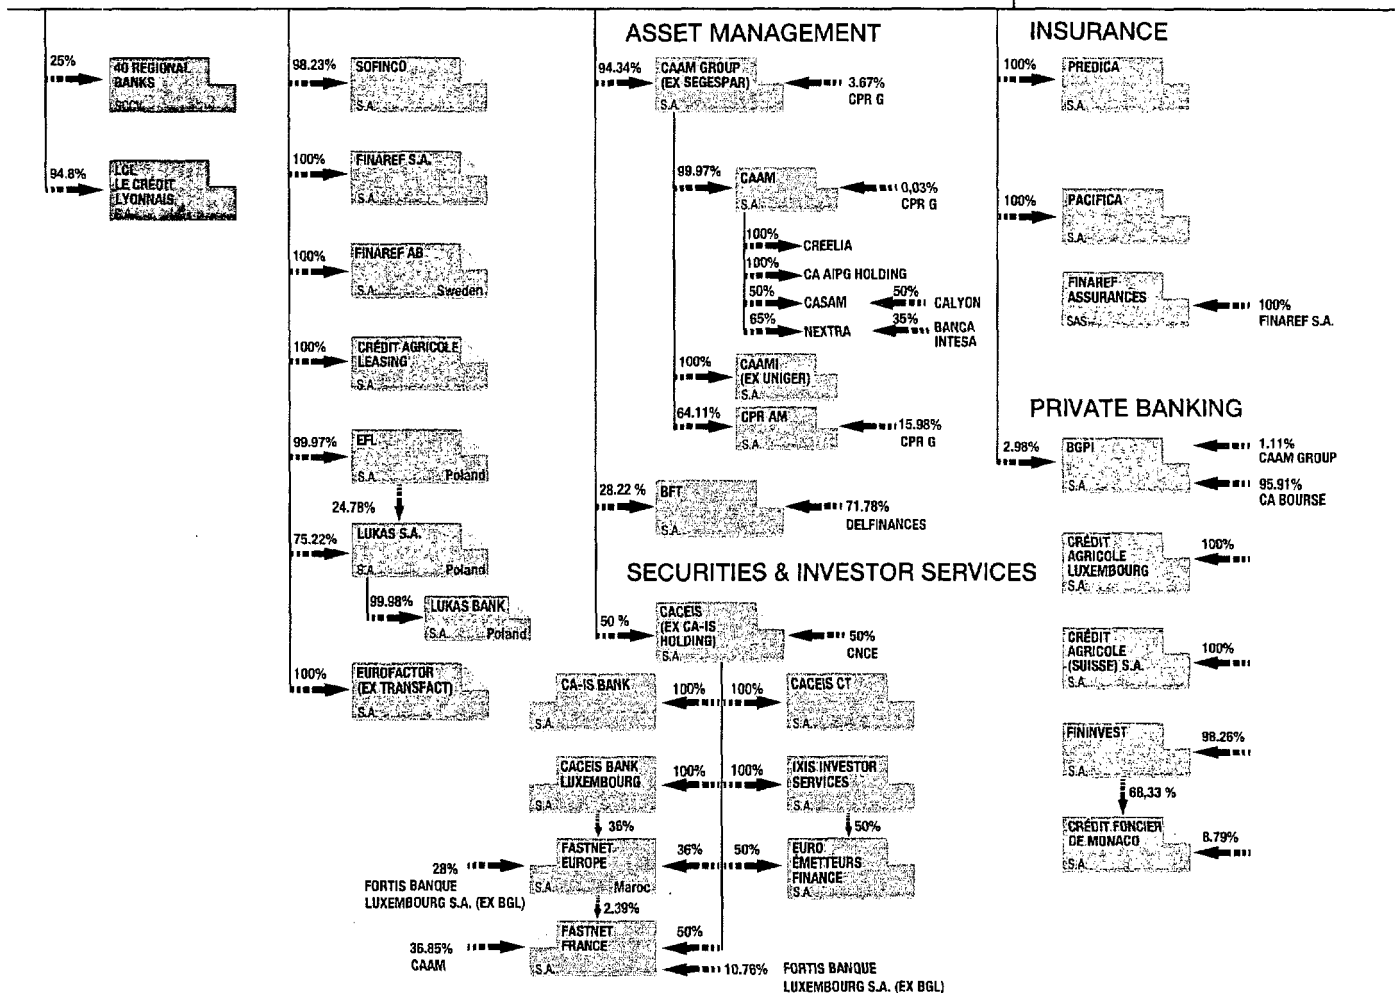 25%
40 REGIONAL
BANKS
SCCV
94.8%
LCL
LE CRÉDIT
LYONNAIS
S.A.
98.23%
SOFINCO
S.A.
100%
FINAREF S.A.
S.A.
100%
FINAREF AB
S.A. Sweden
100%
CRÉDIT AGRICOLE
LEASING
S.A.
99.97%
EFL
S.A. Poland
24.78%
75.22%
LUKAS S.A.
S.A. Poland
99.98%
LUKAS BANK
S.A. Poland
100%
EUROFACTOR
(EX TRANSFACT)
S.A.
ASSET MANAGEMENT
94.34%
CAAM GROUP
(EX SEGESPAR)
S.A.
3.67%
CPR G
99.97%
CAAM
S.A.
0,03%
CPR G
100%
CREELIA
100%
CA AIPG HOLDING
50%
CASAM
50%
CALYON
65%
NEXTRA
35%
BANCA
INTESA
100%
CAAMI
(EX UNIGER)
S.A.
64.11%
CPR AM
S.A.
15.98%
CPR G
28.22 %
BFT
S.A.
71.78%
DELFINANCES
SECURITIES & INVESTOR SERVICES
50 %
CACEIS
(EX CA-IS
HOLDING)
S.A.
50%
CNCE
CA-IS BANK
S.A.
100%
100%
CACEIS CT
S.A.
CACEIS BANK
LUXEMBOURG
S.A.
100%
100%
IXIS INVESTOR
SERVICES
S.A.
36%
50%
28%
FORTIS BANQUE
LUXEMBOURG S.A. (EX BGL)
FASTNET
EUROPE
S.A. Maroc
36%
50%
EURO
ÉMETTEURS
FINANCE
S.A.
2.39%
36.85%
CAAM
FASTNET
FRANCE
S.A.
50%
10.76%
FORTIS BANQUE
LUXEMBOURG S.A. (EX BGL)
INSURANCE
100%
PREDICA
S.A.
100%
PACIFICA
S.A.
FINAREF
ASSURANCES
SAS
100%
FINAREF S.A.
PRIVATE BANKING
2.98%
BGPI
S.A.
1.11%
CAAM GROUP
95.91%
CA BOURSE
CRÉDIT
AGRICOLE
LUXEMBOURG
S.A.
100%
CRÉDIT
AGRICOLE
(SUISSE) S.A.
S.A.
100%
FININVEST
S.A.
98.26%
68,33 %
CRÉDIT FONCIER
DE MONACO
S.A.
8.79%